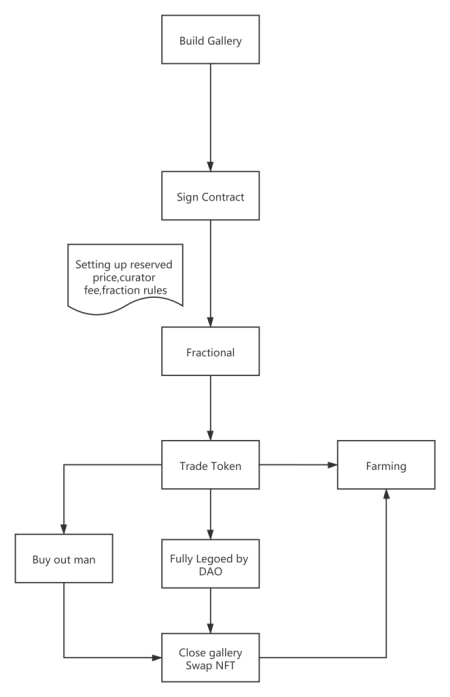 Build Gallery
Sign Contract
Setting up reserved
price,curator
fee,fraction rules
Fractional
Trade Token
Farming
Buy out man
Fully Legoed by
DAO
Close gallery
Swap NFT